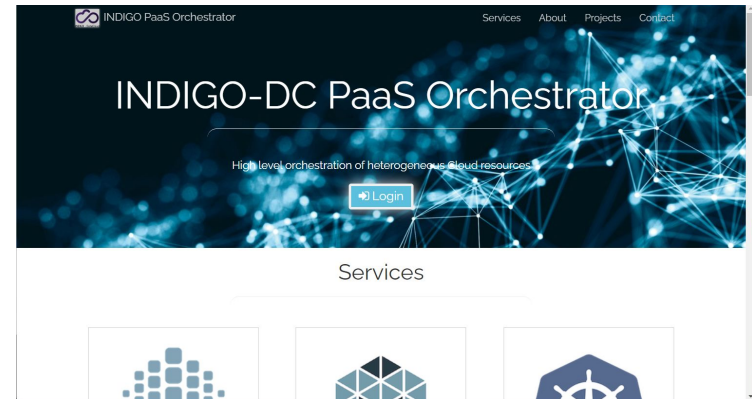 INDIGO PaaS Orchestrator
Services About Projects Contact
INDIGO-DC PaaS Orchestrator
High level orchestration of heterogeneous Cloud resources
Login
Services